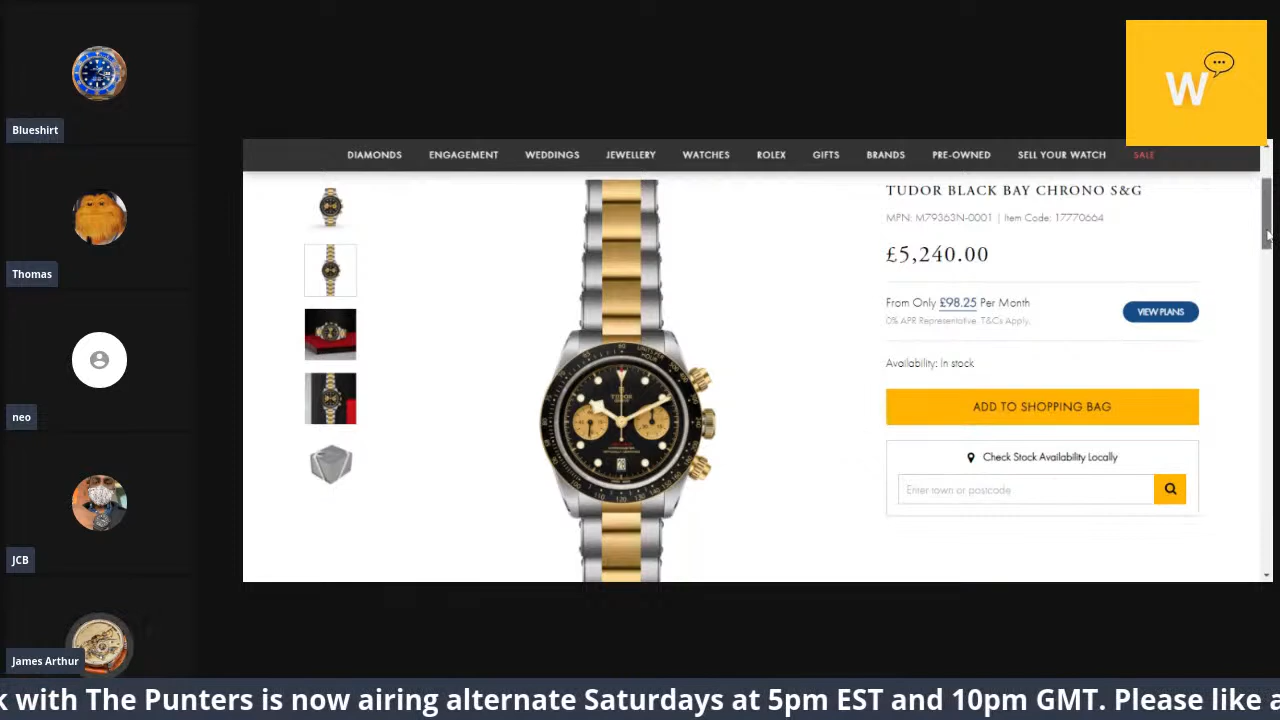 W
Blueshirt
Thomas
neo
JCB
James Arthur
DIAMONDS ENGAGEMENT WEDDINGS JEWELLERY WATCHES ROLEX GIFTS BRANDS PRE-OWNED SELL YOUR WATCH SALE
TUDOR BLACK BAY CHRONO S&G
MPN: M79363N-0001 | Item Code: 17770664
£5,240.00
From Only £98.25 Per Month
VIEW PLANS
0% APR Representative. T&Cs Apply.
Availability: In stock
ADD TO SHOPPING BAG
Check Stock Availability Locally
Enter town or postcode
TUDOR
k with The Punters is now airing alternate Saturdays at 5pm EST and 10pm GMT. Please like a